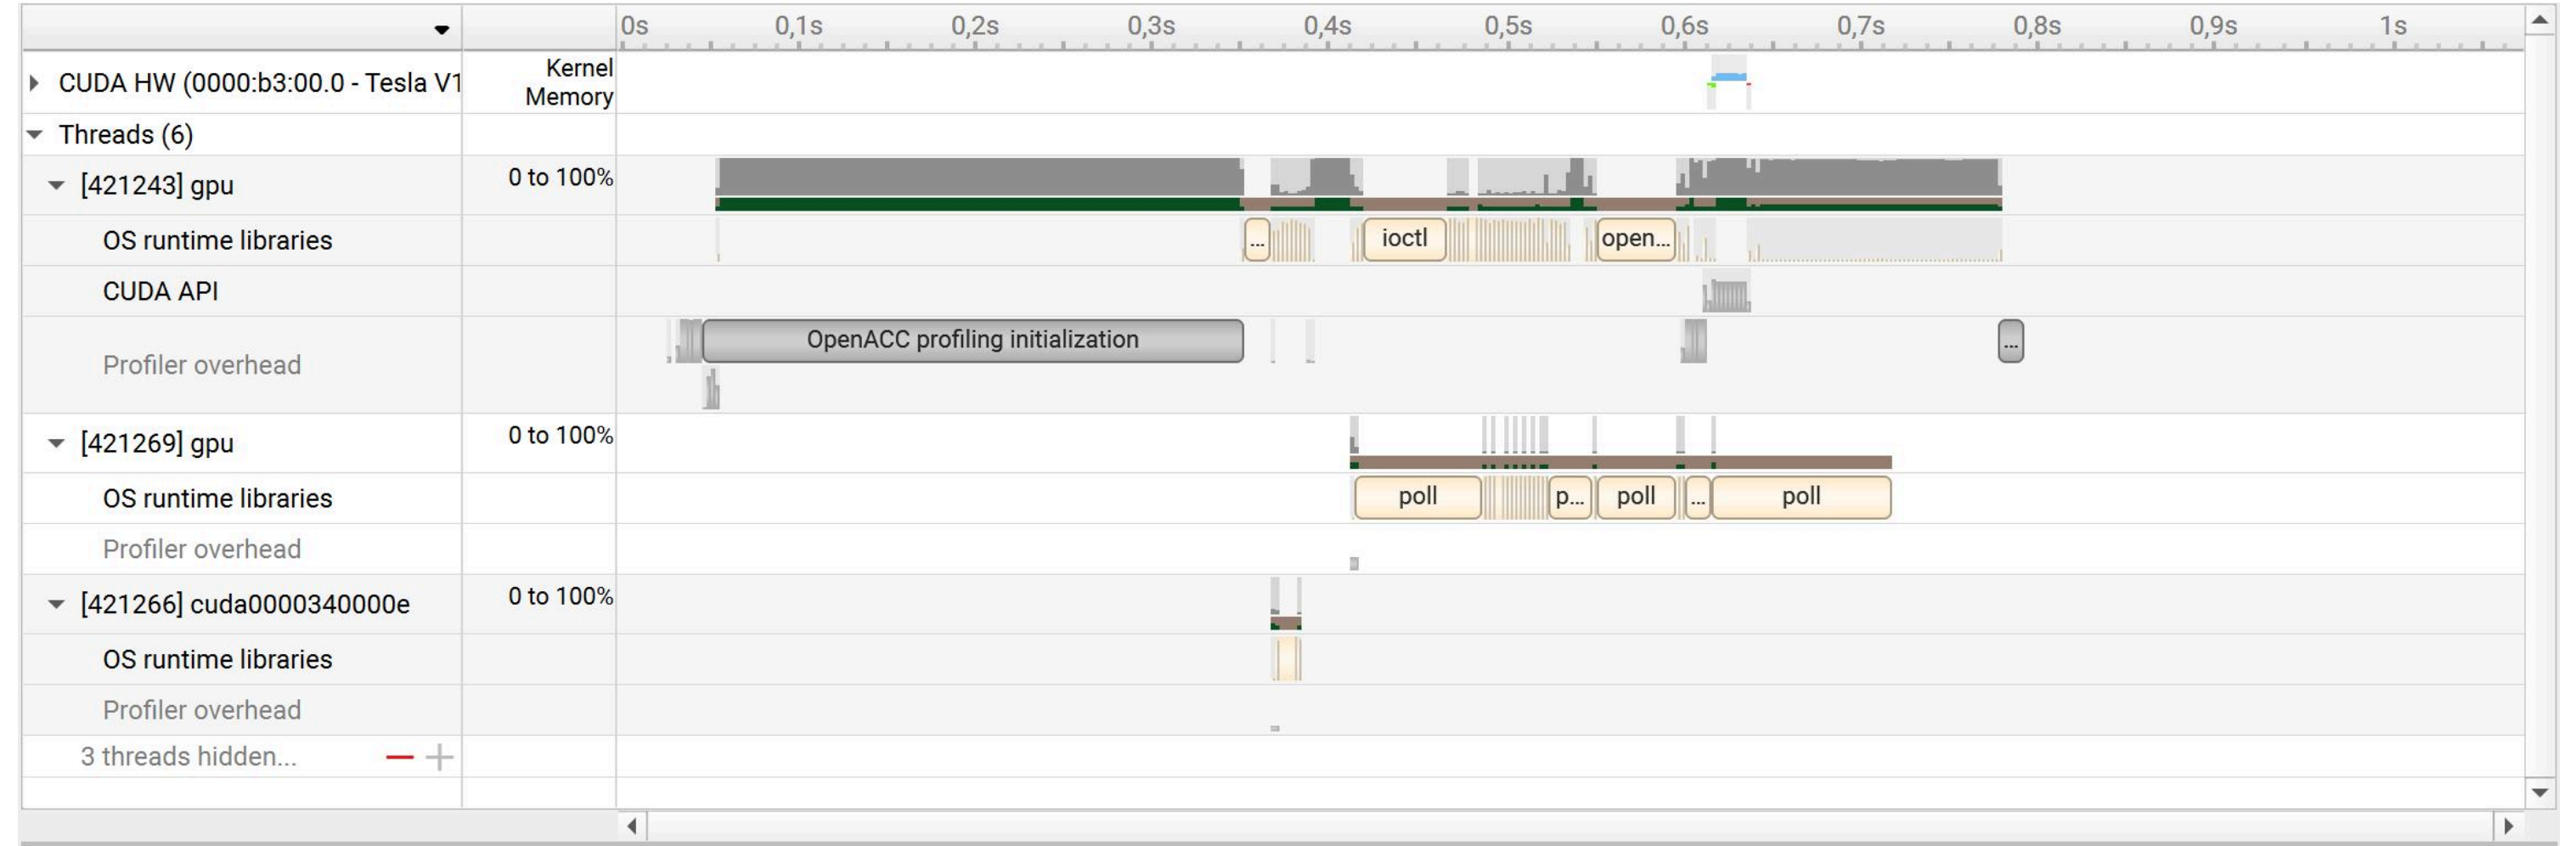 0s 0,1s 0,2s 0,3s 0,4s 0,5s 0,6s 0,7s 0,8s 0,9s 1s
CUDA HW (0000:b3:00.0 - Tesla V1
Kernel
Memory
Threads (6)
[421243] gpu 0 to 100%
OS runtime libraries ... ioctl open...
CUDA API
Profiler overhead OpenACC profiling initialization ...
[421269] gpu 0 to 100%
OS runtime libraries poll p... poll ... poll
Profiler overhead
[421266] cuda0000340000e 0 to 100%
OS runtime libraries
Profiler overhead
3 threads hidden...